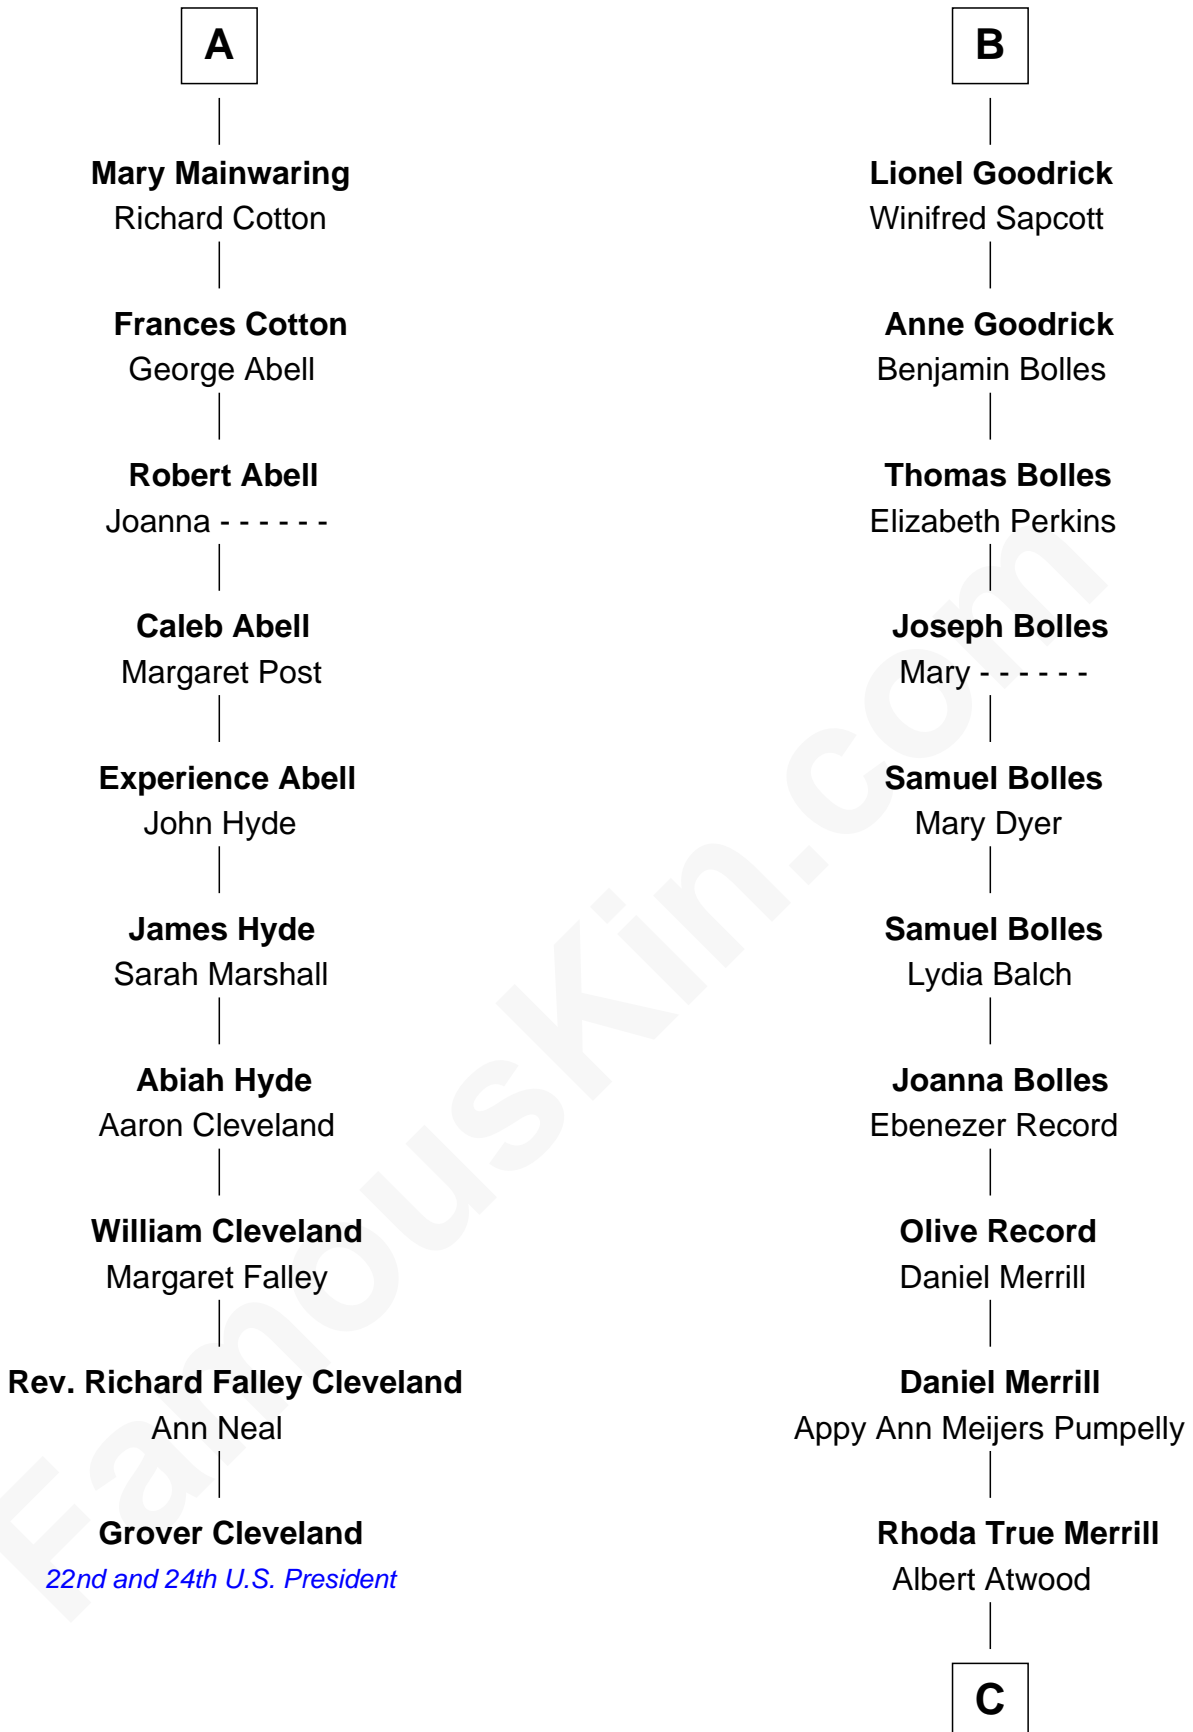 A
Mary Mainwaring
Richard Cotton
Frances Cotton
George Abell
Robert Abell
Joanna - - - - - -
Caleb Abell
Margaret Post
Experience Abell
John Hyde
James Hyde
Sarah Marshall
Abiah Hyde
Aaron Cleveland
William Cleveland
Margaret Falley
Rev. Richard Falley Cleveland
Ann Neal
Grover Cleveland
22nd and 24th U.S. President
B
Lionel Goodrick
Winifred Sapcott
Anne Goodrick
Benjamin Bolles
Thomas Bolles
Elizabeth Perkins
Joseph Bolles
Mary - - - - - -
Samuel Bolles
Mary Dyer
Samuel Bolles
Lydia Balch
Joanna Bolles
Ebenezer Record
Olive Record
Daniel Merrill
Daniel Merrill
Appy Ann Meijers Pumpelly
Rhoda True Merrill
Albert Atwood
C
FamousKin.com